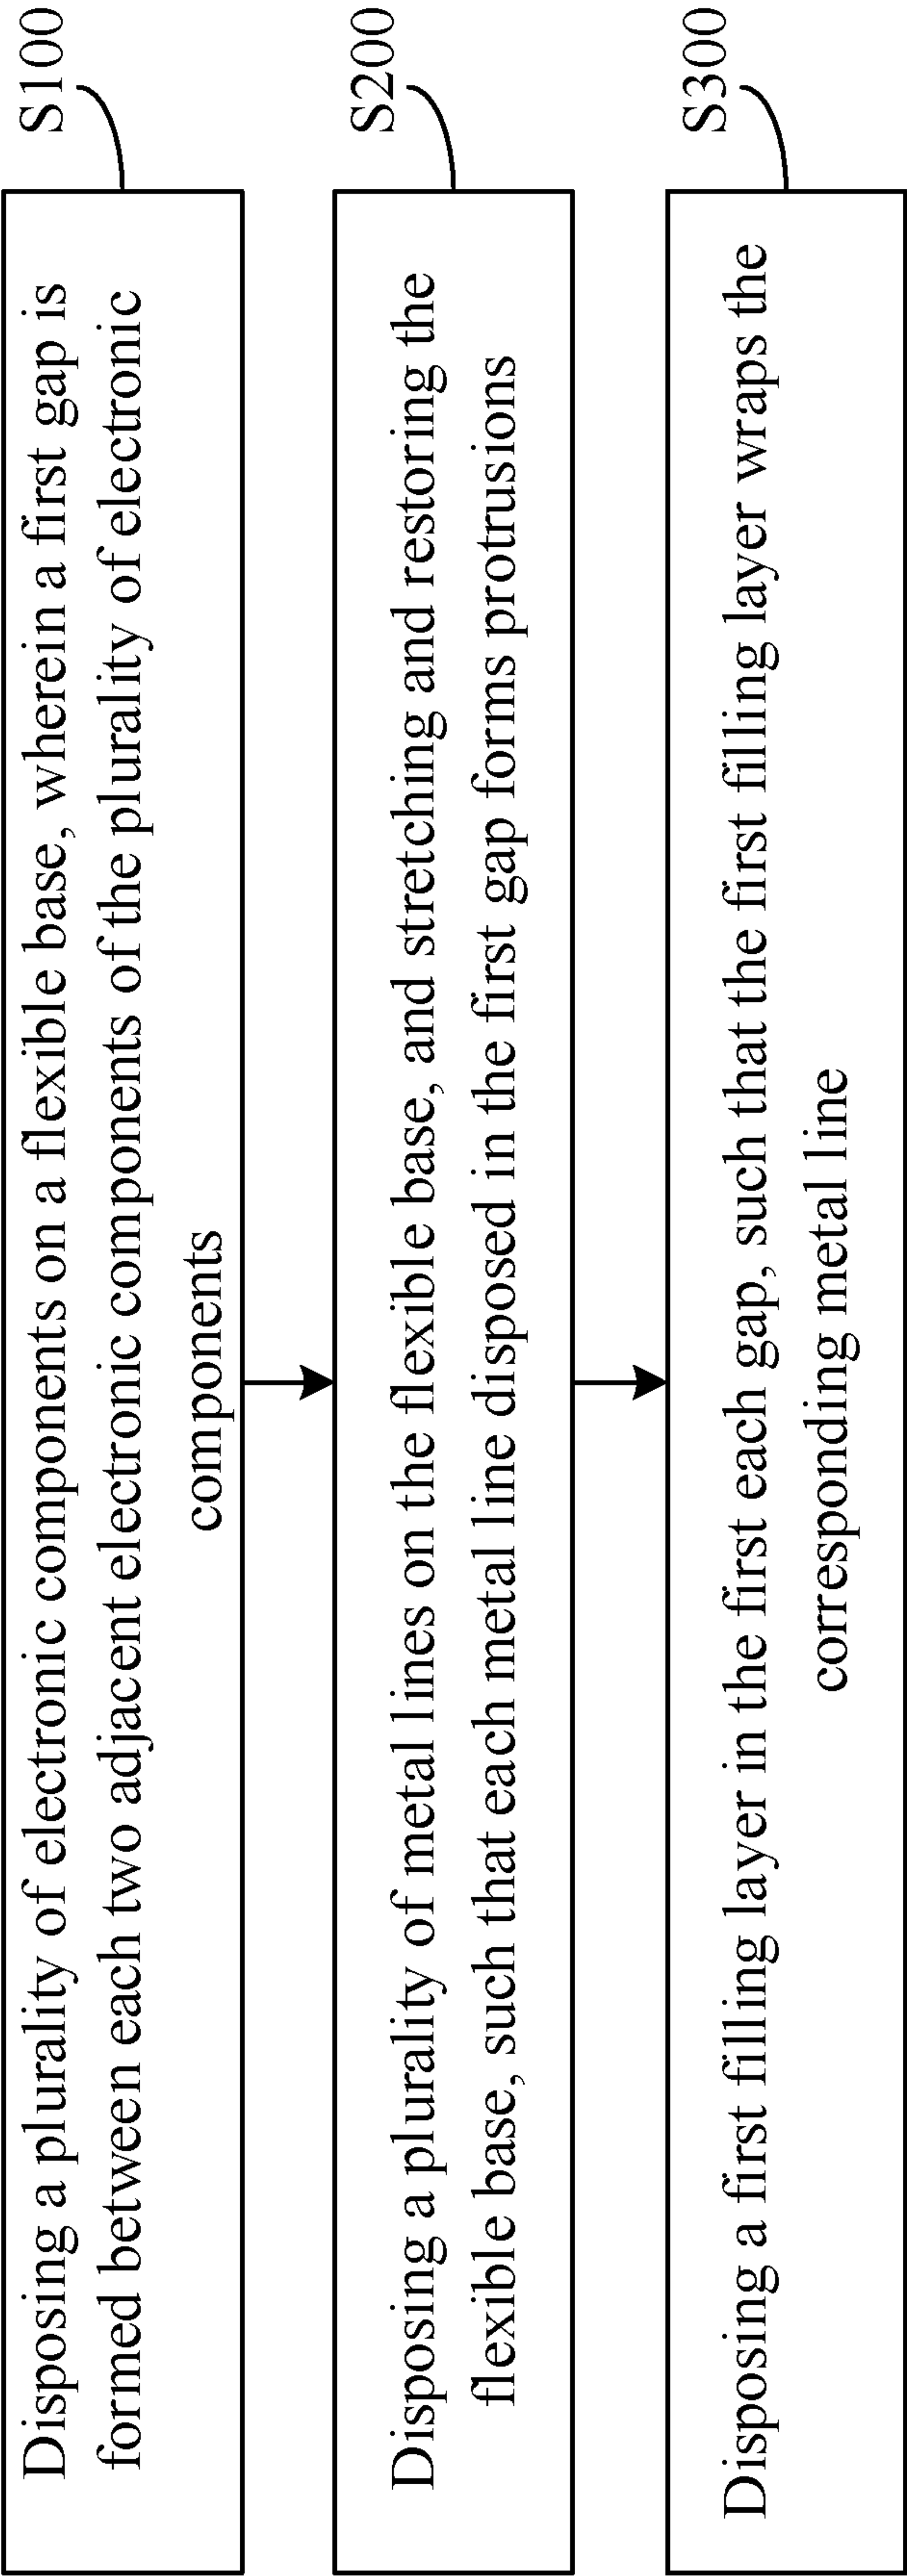 Disposing a plurality of electronic components on a flexible base, wherein a first gap is
formed between each two adjacent electronic components of the plurality of electronic
components
S100
Disposing a plurality of metal lines on the flexible base, and stretching and restoring the
flexible base, such that each metal line disposed in the first gap forms protrusions
S200
Disposing a first filling layer in the first each gap, such that the first filling layer wraps the
corresponding metal line
S300